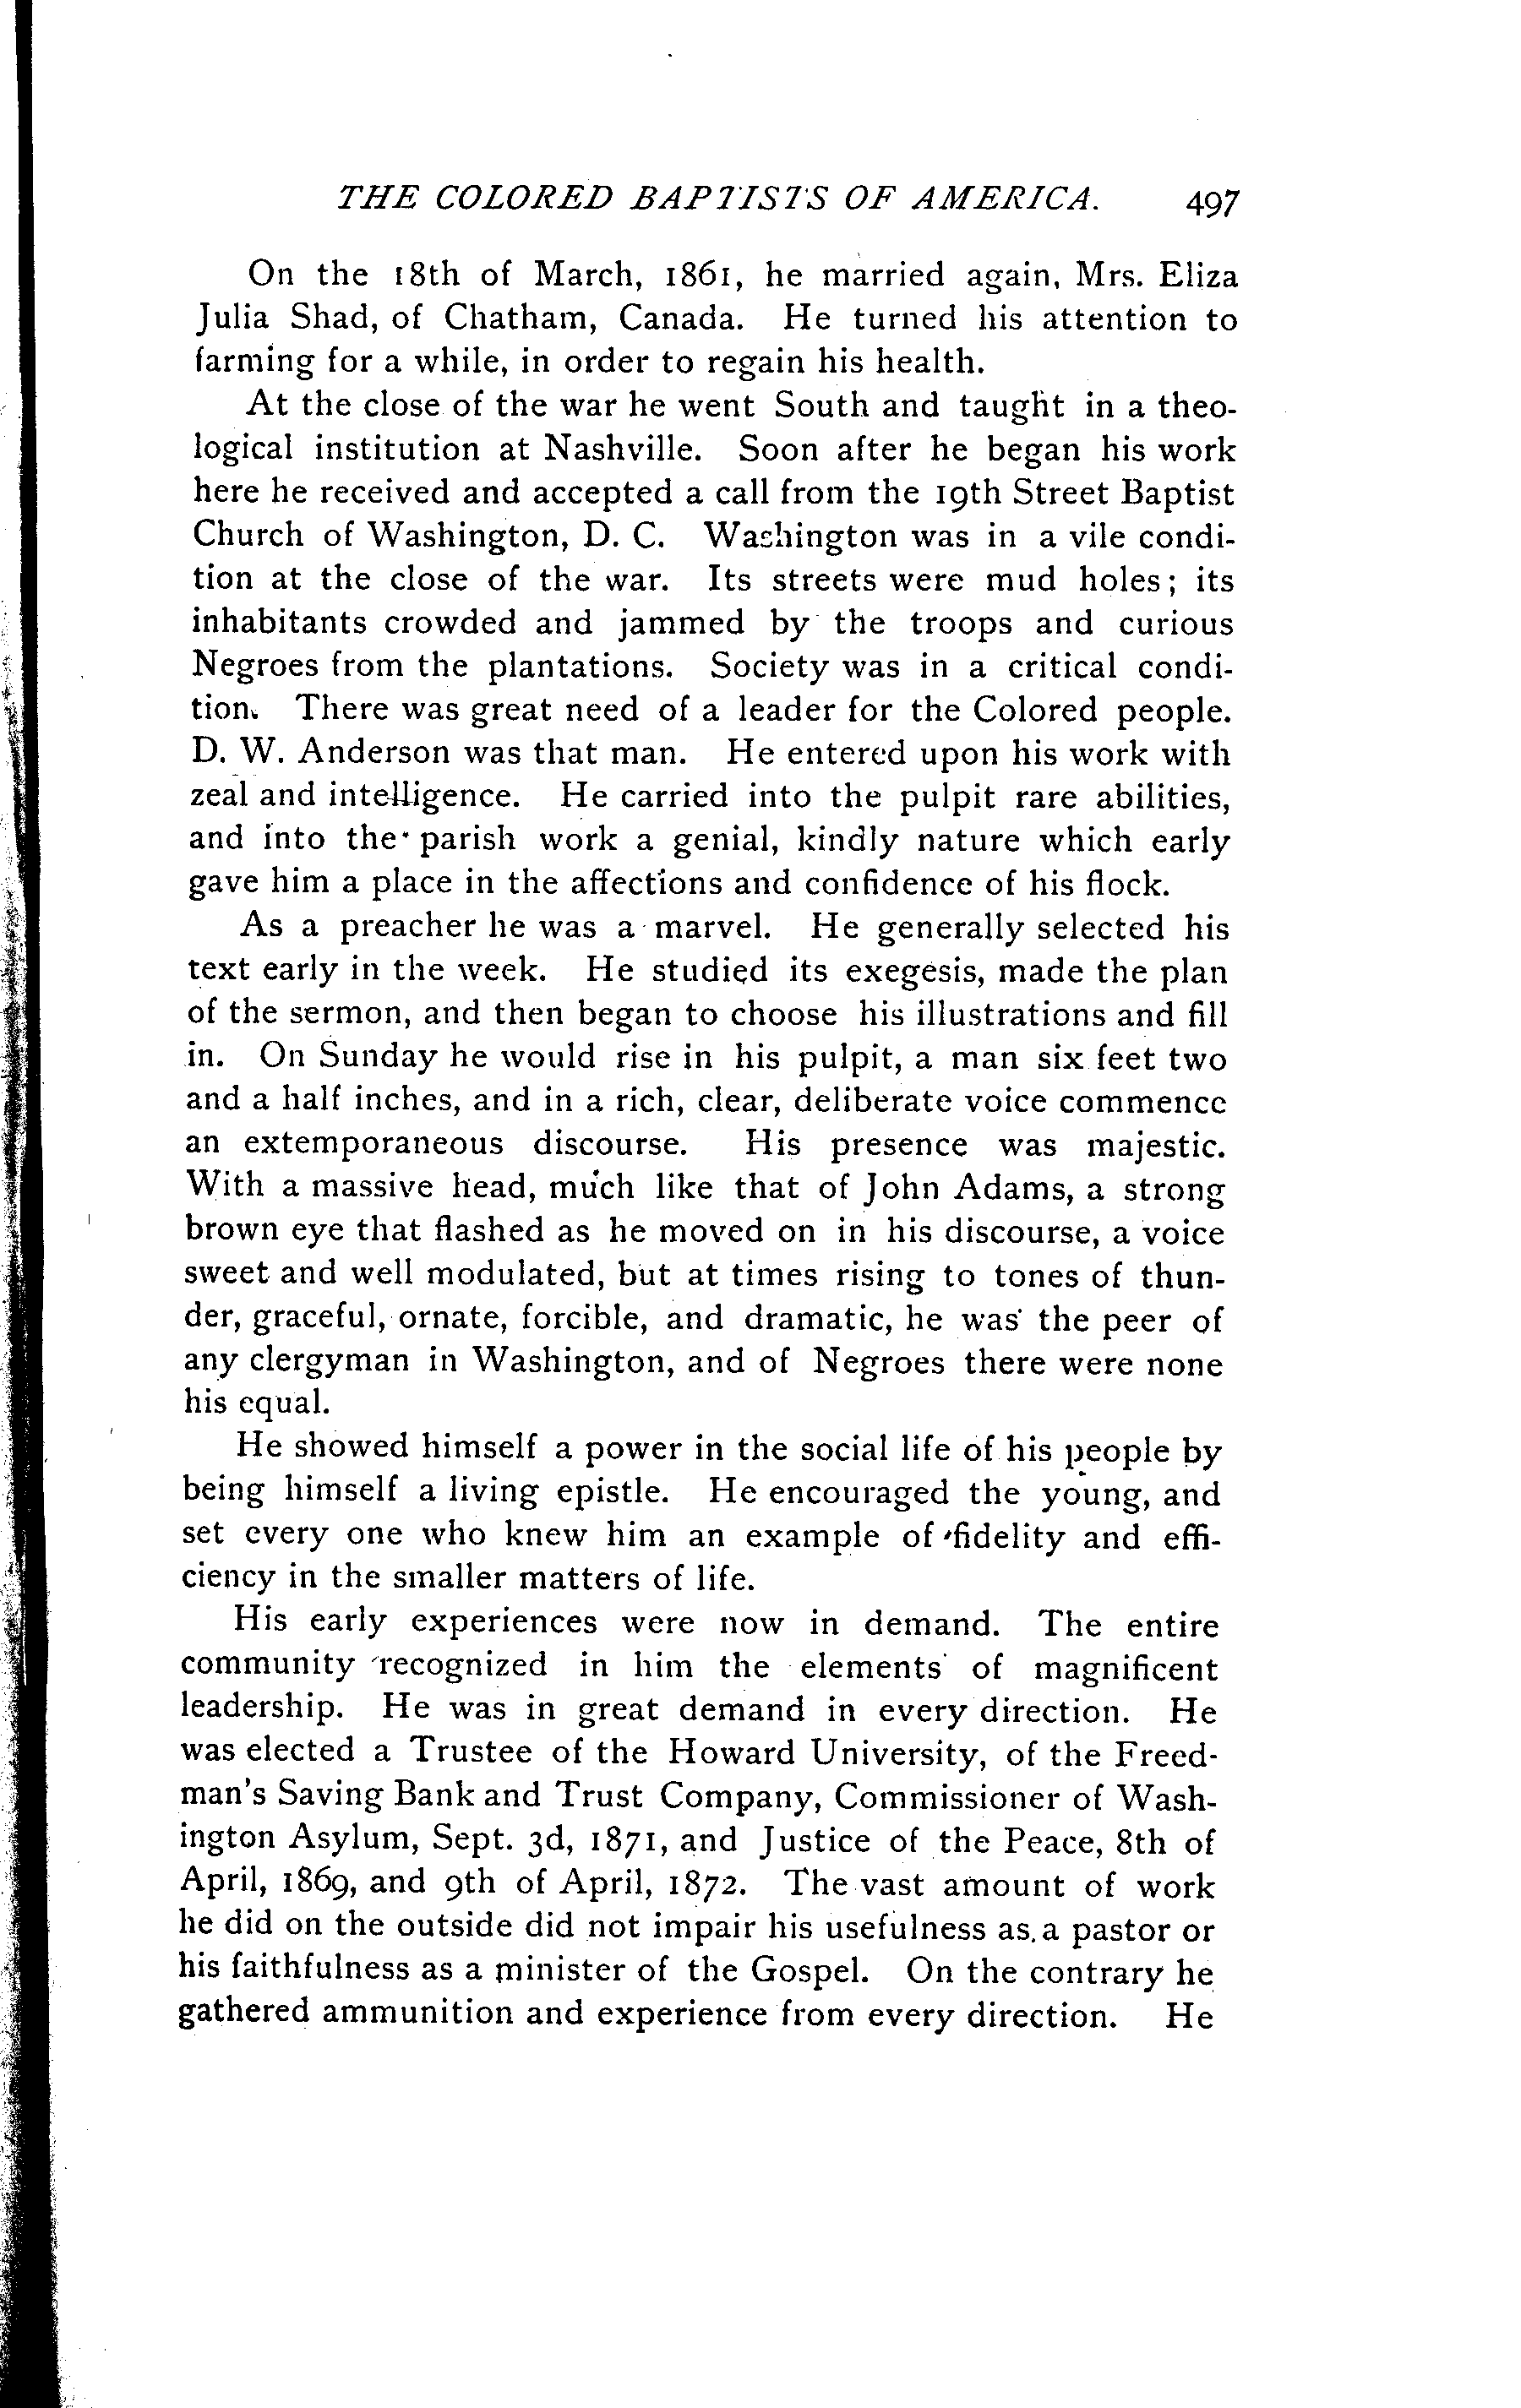 THE COLORED BAPTISTS OF AMERICA. 497
On the 18th of March, 1861, he married again, Mrs. Eliza
Julia Shad, of Chatham, Canada. He turned his attention to
farming for a while, in order to regain his health.
At the close of the war he went South and taught in a theo-
logical institution at Nashville. Soon after he began his work
here he received and accepted a call from the 19th Street Baptist
Church of Washington, D. C. Washington was in a vile condi-
tion at the close of the war. Its streets were mud holes; its
inhabitants crowded and jammed by the troops and curious
Negroes from the plantations. Society was in a critical condi-
tion. There was great need of a leader for the Colored people.
D. W. Anderson was that man. He entered upon his work with
zeal and intelligence. He carried into the pulpit rare abilities,
and into the parish work a genial, kindly nature which early
gave him a place in the affections and confidence of his flock.
As a preacher he was a marvel. He generally selected his
text early in the week. He studied its exegesis, made the plan
of the sermon, and then began to choose his illustrations and fill
in. On Sunday he would rise in his pulpit, a man six feet two
and a half inches, and in a rich, clear, deliberate voice commence
an extemporaneous discourse. His presence was majestic.
With a massive head, much like that of John Adams, a strong
brown eye that flashed as he moved on in his discourse, a voice
sweet and well modulated, but at times rising to tones of thun-
der, graceful, ornate, forcible, and dramatic, he was the peer of
any clergyman in Washington, and of Negroes there were none
his equal.
He showed himself a power in the social life of his people by
being himself a living epistle. He encouraged the young, and
set every one who knew him an example of fidelity and effi-
ciency in the smaller matters of life.
His early experiences were now in demand. The entire
community recognized in him the elements of magnificent
leadership. He was in great demand in every direction. He
was elected a Trustee of the Howard University, of the Freed-
man's Saving Bank and Trust Company, Commissioner of Wash-
ington Asylum, Sept. 3d, 1871, and Justice of the Peace, 8th of
April, 1869, and 9th of April, 1872. The vast amount of work
he did on the outside did not impair his usefulness as a pastor or
his faithfulness as a minister of the Gospel. On the contrary he
gathered ammunition and experience from every direction. He